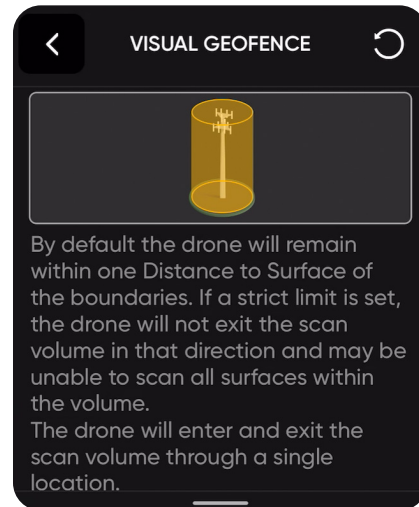 VISUAL GEOFENCE
By default the drone will remain
within one Distance to Surface of
the boundaries. If a strict limit is set,
the drone will not exit the scan
volume in that direction and may be
unable to scan all surfaces within
the volume.
The drone will enter and exit the
scan volume through a single
location.